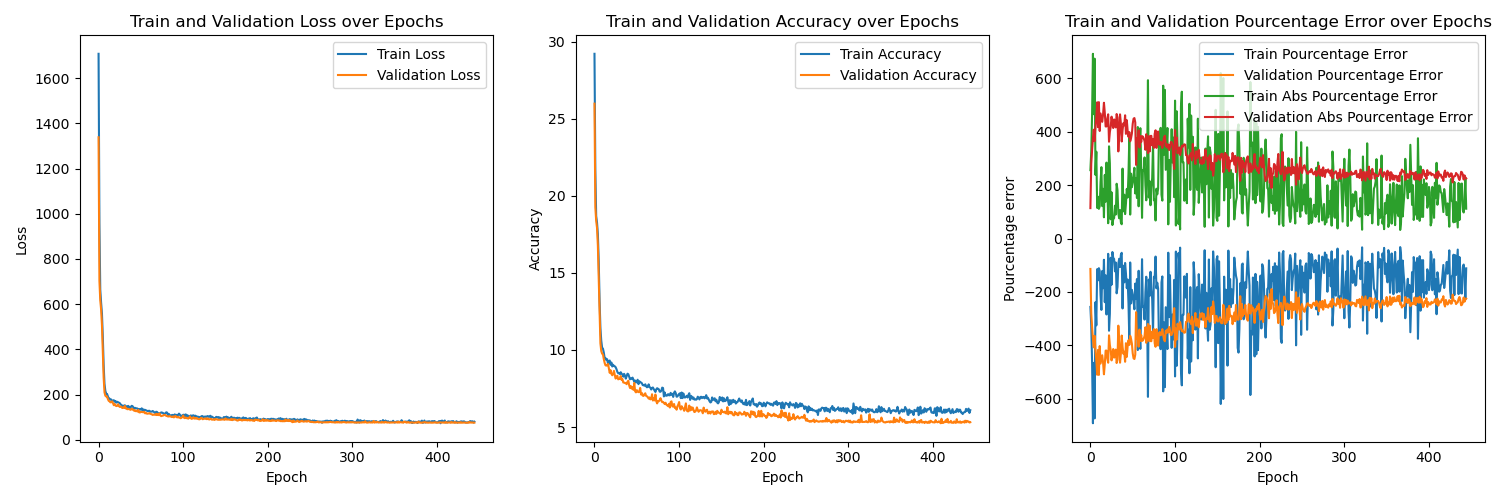 Train and Validation Loss over Epochs
Train Loss
Validation Loss
1600
1400
1200
1000
800
600
400
200
0
Loss
0 100 200 300 400
Epoch
Train and Validation Accuracy over Epochs
Train Accuracy
Validation Accuracy
30
25
20
15
10
5
Accuracy
0 100 200 300 400
Epoch
Train and Validation Pourcentage Error over Epochs
Train Pourcentage Error
Validation Pourcentage Error
Train Abs Pourcentage Error
Validation Abs Pourcentage Error
600
400
200
0
−200
−400
−600
Pourcentage error
0 100 200 300 400
Epoch